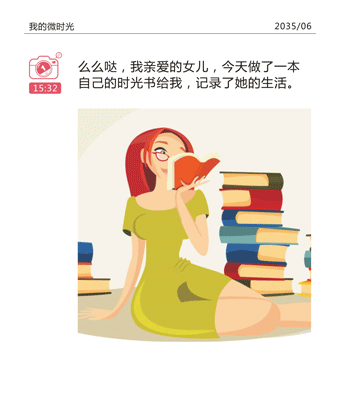 我的微时光
2035/06
么么哒，我亲爱的女儿，今天做了一本
自己的时光书给我，记录了她的生活。
15:32